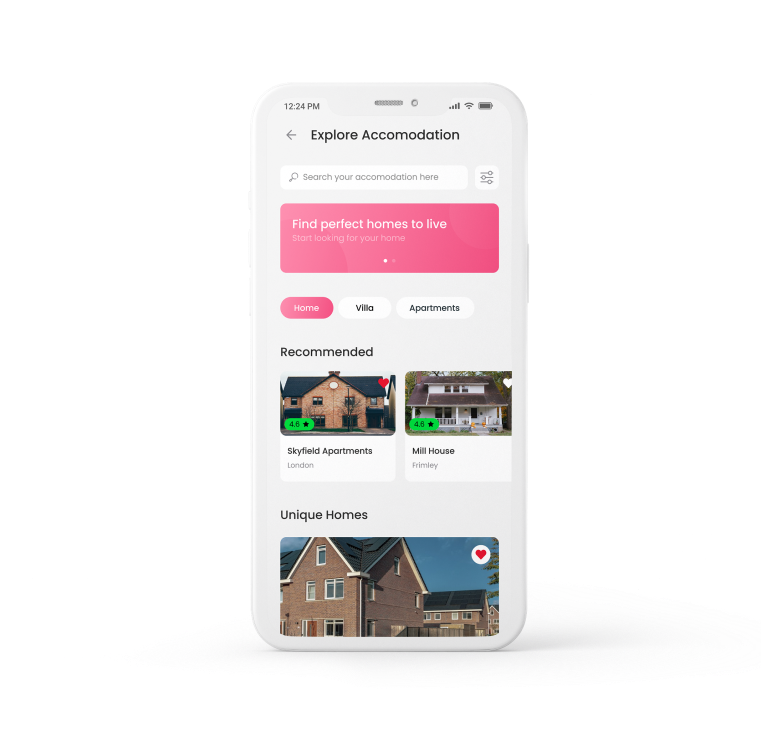 12:24 PM
Explore Accomodation
Search your accomodation here
Find perfect homes to live
Start looking for your home
Home
Villa
Apartments
Recommended
4.6
4.6
Skyfield Apartments
Mill House
London
Frimley
Unique Homes